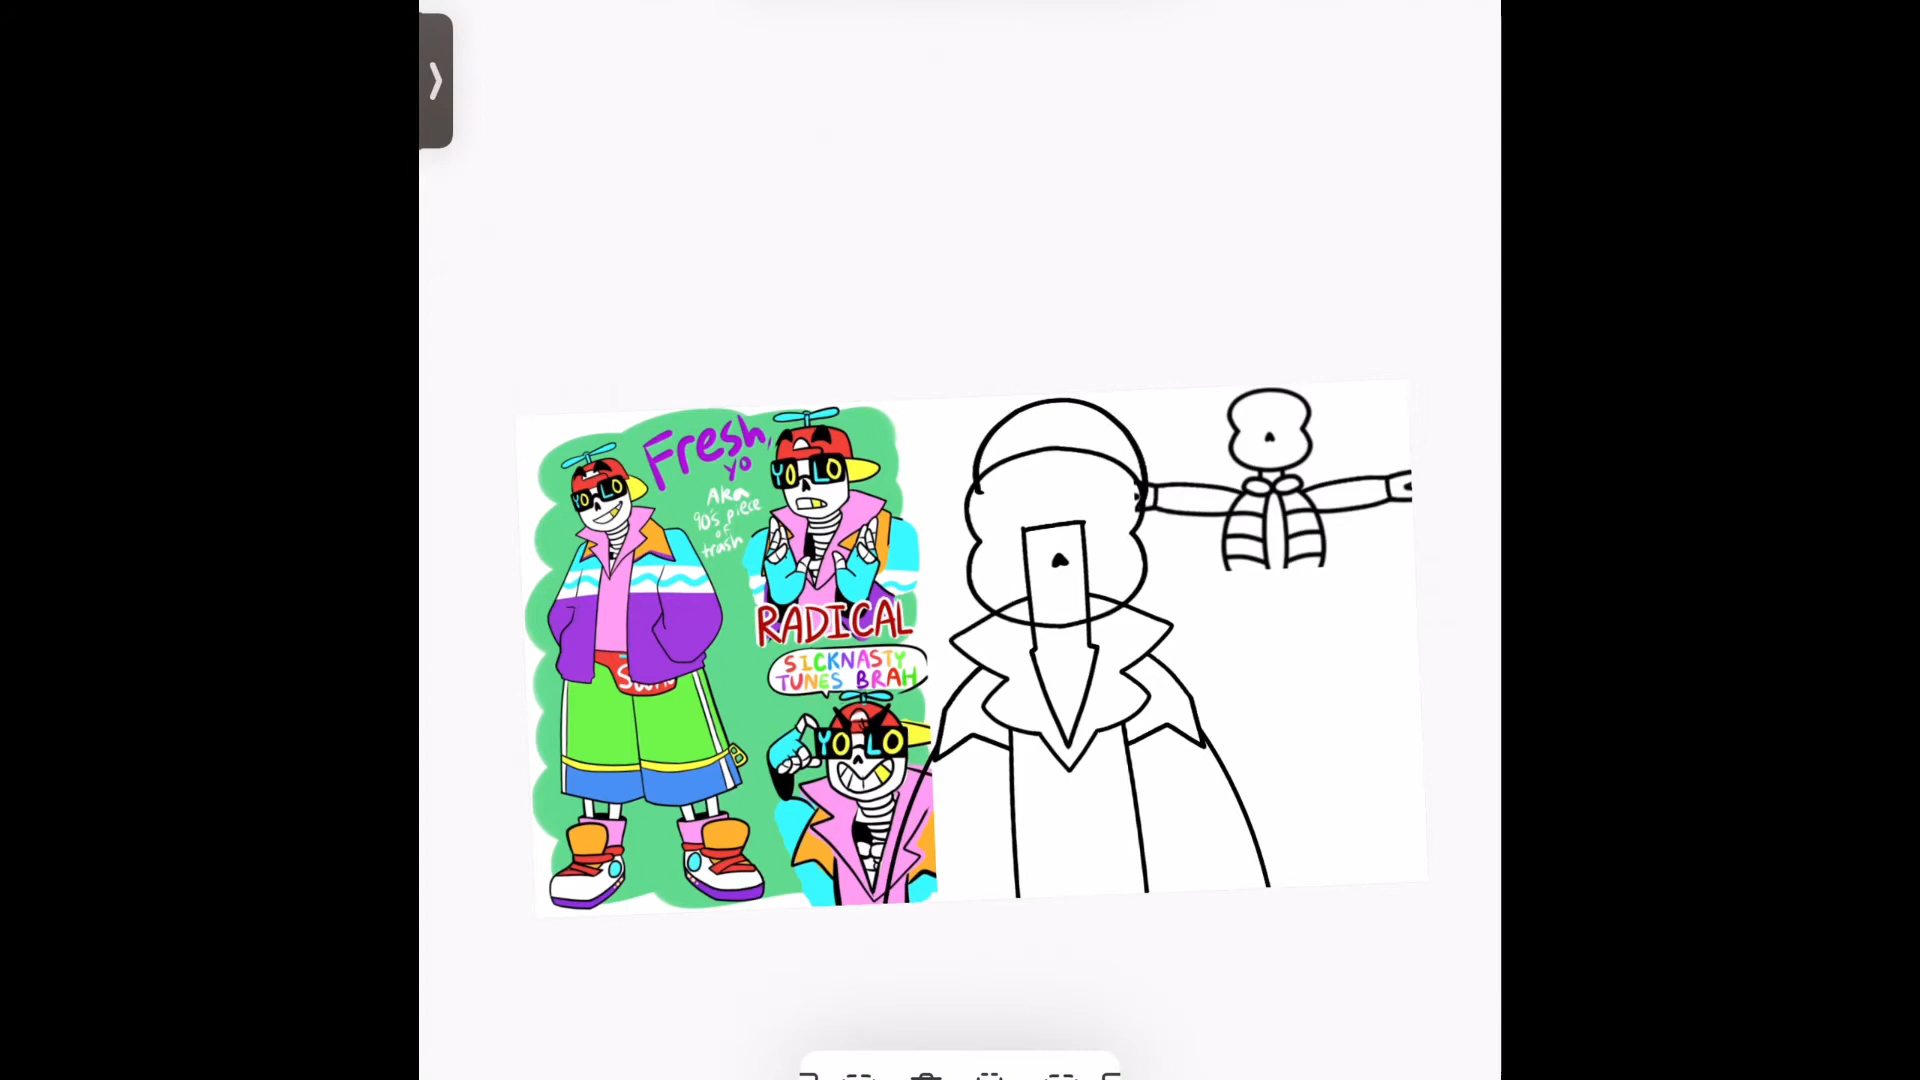 Fresh,
yo
Aka
90's piece
of
trash
YOLO
YOLO
RADICAL
SICKNASTY
TUNES BRAH
YOLO